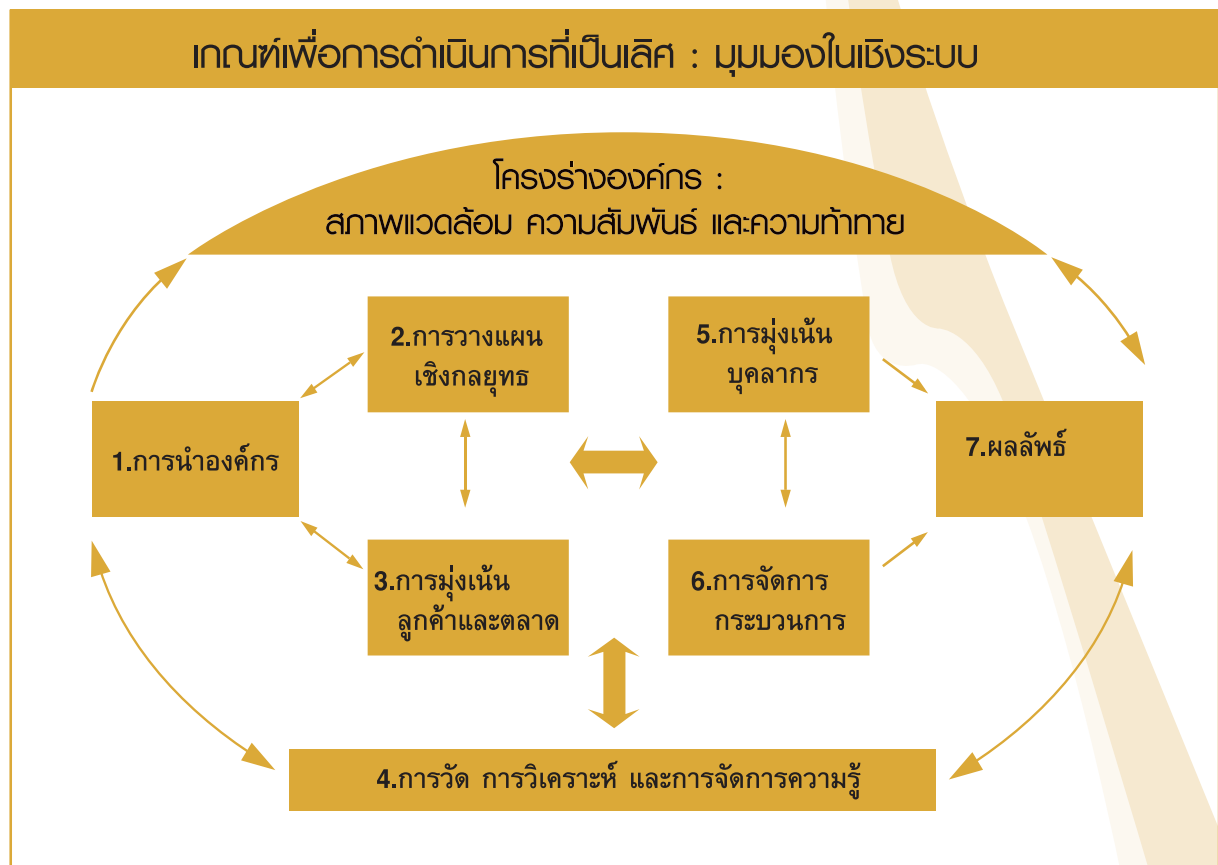 เกณฑ์เพื่อการดำเนินการที่เป็นเลิศ : มุมมองในเชิงระบบ
โครงร่างองค์กร :
สภาพแวดล้อม ความสัมพันธ์ และความท้าทาย
2.การวางแผน
เชิงกลยุทธ
5.การมุ่งเน้น
บุคลากร
1.การนำองค์กร
7.ผลลัพธ์
3.การมุ่งเน้น
ลูกค้าและตลาด
6.การจัดการ
กระบวนการ
4.การวัด การวิเคราะห์ และการจัดการความรู้